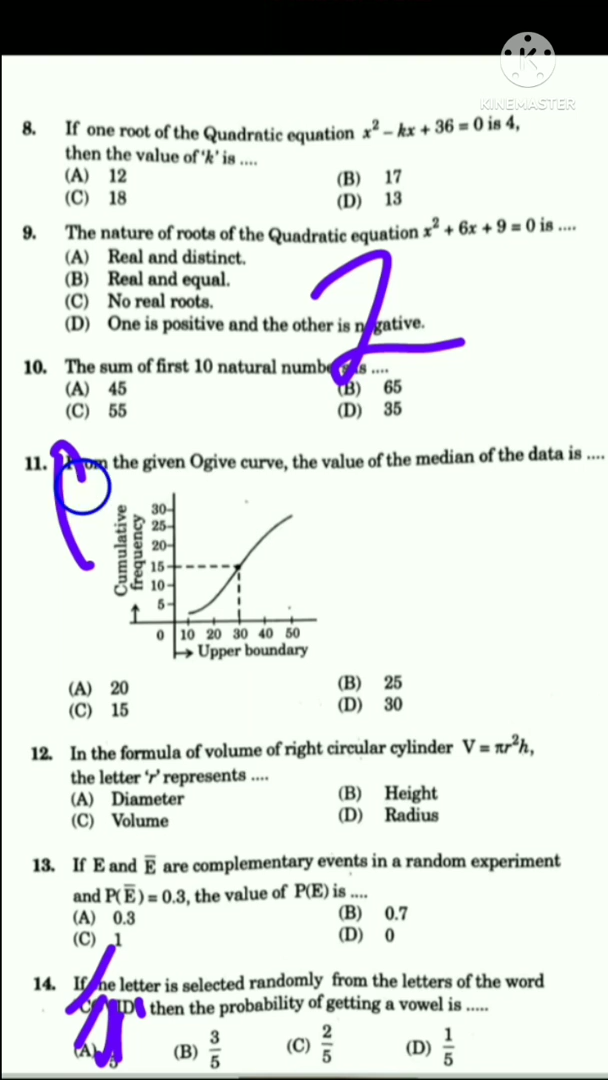 K
KINEMASTER
8. If one root of the Quadratic equation x² – kx + 36 = 0 is 4,
then the value of 'k' is ....
(A) 12 (B) 17
(C) 18 (D) 13
9. The nature of roots of the Quadratic equation x² + 6x + 9 = 0 is ....
(A) Real and distinct.
(B) Real and equal.
(C) No real roots.
(D) One is positive and the other is negative.
10. The sum of first 10 natural numbers is ....
(A) 45 (B) 65
(C) 55 (D) 35
11. From the given Ogive curve, the value of the median of the data is ....
Cumulative
frequency
30
25
20
15
10
5
0 10 20 30 40 50
Upper boundary
(A) 20 (B) 25
(C) 15 (D) 30
12. In the formula of volume of right circular cylinder V = πr²h,
the letter 'r' represents ....
(A) Diameter (B) Height
(C) Volume (D) Radius
13. If E and E̅ are complementary events in a random experiment
and P(E̅) = 0.3, the value of P(E) is ....
(A) 0.3 (B) 0.7
(C) 1 (D) 0
14. If one letter is selected randomly from the letters of the word
then the probability of getting a vowel is .....
(A) (B) 3/5 (C) 2/5 (D) 1/5